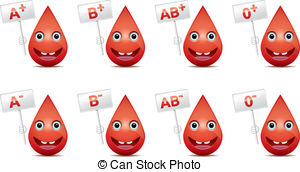 A+ B+ AB+ 0+
A- B- AB- 0-
© Can Stock Photo